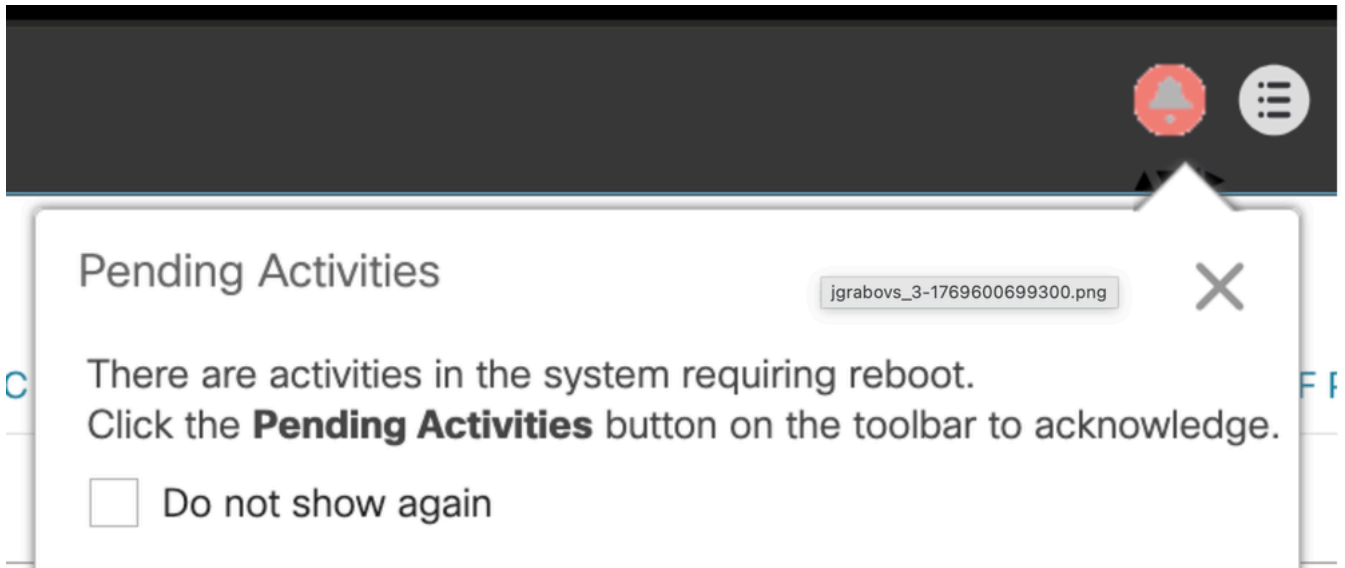 Pending Activities
jgrabovs_3-1769600699300.png
There are activities in the system requiring reboot.
Click the Pending Activities button on the toolbar to acknowledge.
Do not show again